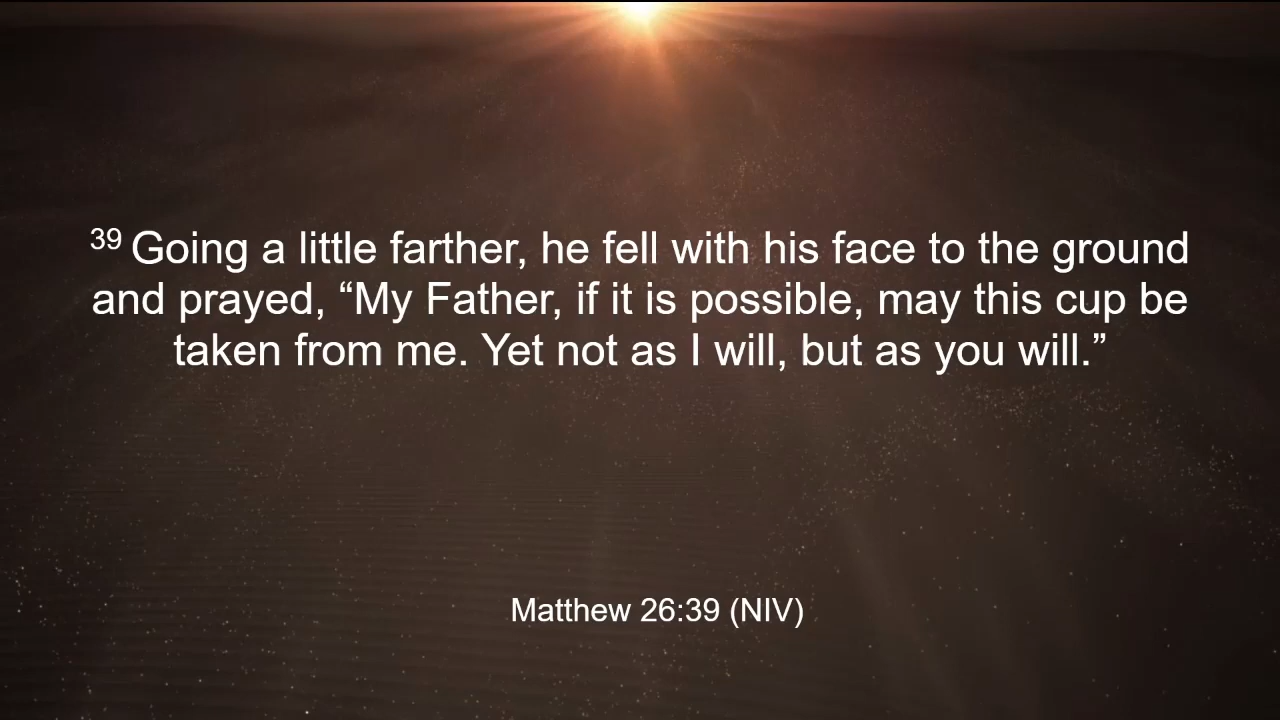 39 Going a little farther, he fell with his face to the ground
and prayed, “My Father, if it is possible, may this cup be
taken from me. Yet not as I will, but as you will.”
Matthew 26:39 (NIV)